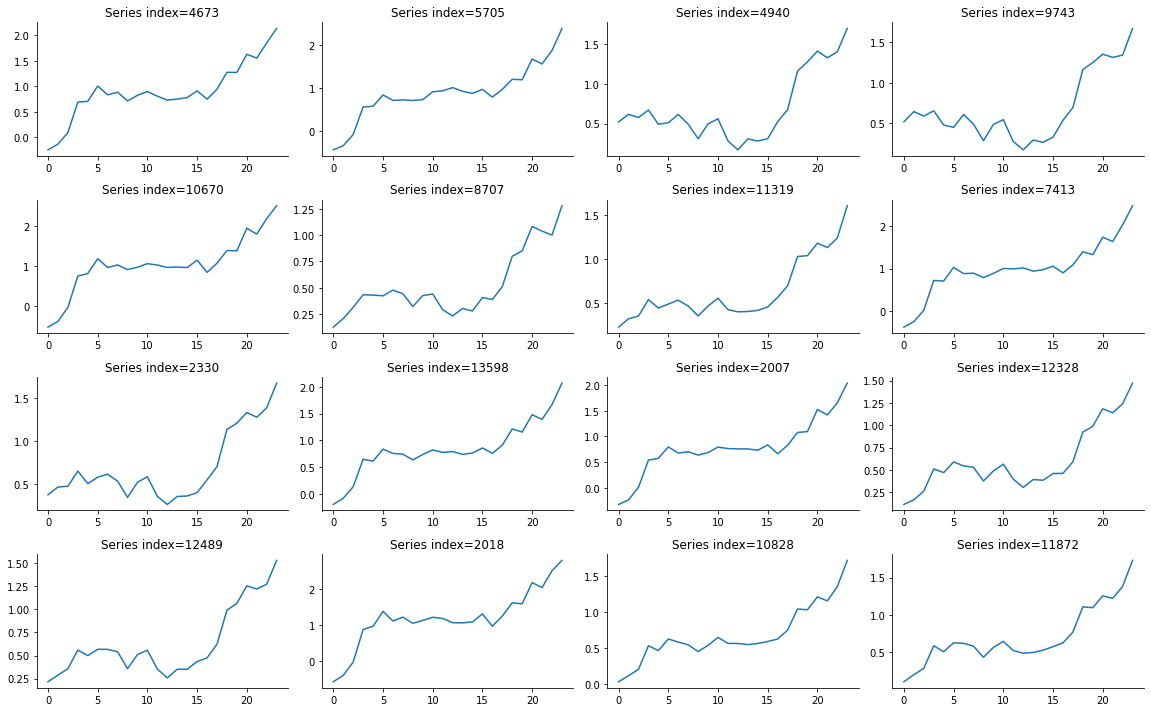 Series index=4673 Series index=5705 Series index=4940 Series index=9743
2.0 1.5 1.0 0.5 0.0 2 1 0 1.5 1.0 0.5 1.5 1.0 0.5
0 5 10 15 20 0 5 10 15 20 0 5 10 15 20 0 5 10 15 20
Series index=10670 Series index=8707 Series index=11319 Series index=7413
2 1 0 1.25 1.00 0.75 0.50 0.25 1.5 1.0 0.5 2 1 0
0 5 10 15 20 0 5 10 15 20 0 5 10 15 20 0 5 10 15 20
Series index=2330 Series index=13598 Series index=2007 Series index=12328
1.5 1.0 0.5 2.0 1.5 1.0 0.5 0.0 2.0 1.5 1.0 0.5 0.0 1.50 1.25 1.00 0.75 0.50 0.25
0 5 10 15 20 0 5 10 15 20 0 5 10 15 20 0 5 10 15 20
Series index=12489 Series index=2018 Series index=10828 Series index=11872
1.50 1.25 1.00 0.75 0.50 0.25 2 1 0 1.5 1.0 0.5 0.0 1.5 1.0 0.5
0 5 10 15 20 0 5 10 15 20 0 5 10 15 20 0 5 10 15 20